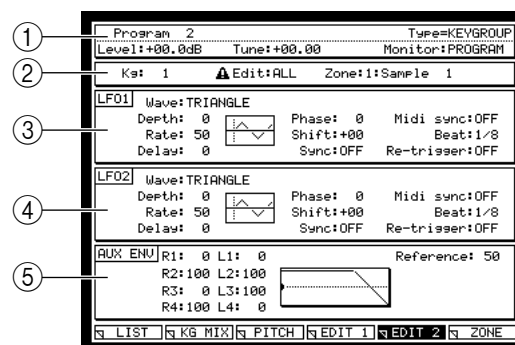 ① Program 2 Type=KEYGROUP
Level:+00.0dB Tune:+00.00 Monitor:PROGRAM
② Kg: 1 Edit:ALL Zone:1:Sample 1
LFO1 Wave:TRIANGLE
Depth: 0 Phase: 0 Midi sync:OFF
③ Rate: 50 Shift:+00 Beat:1/8
Delay: 0 Sync:OFF Re-trigger:OFF
LFO2 Wave:TRIANGLE
Depth: 0 Phase: 0 Midi sync:OFF
④ Rate: 50 Shift:+00 Beat:1/8
Delay: 0 Sync:OFF Re-trigger:OFF
AUX ENV R1: 0 L1: 0 Reference: 50
⑤ R2:100 L2:100
R3: 0 L3:100
R4:100 L4: 0
LIST KG MIX PITCH EDIT 1 EDIT 2 ZONE